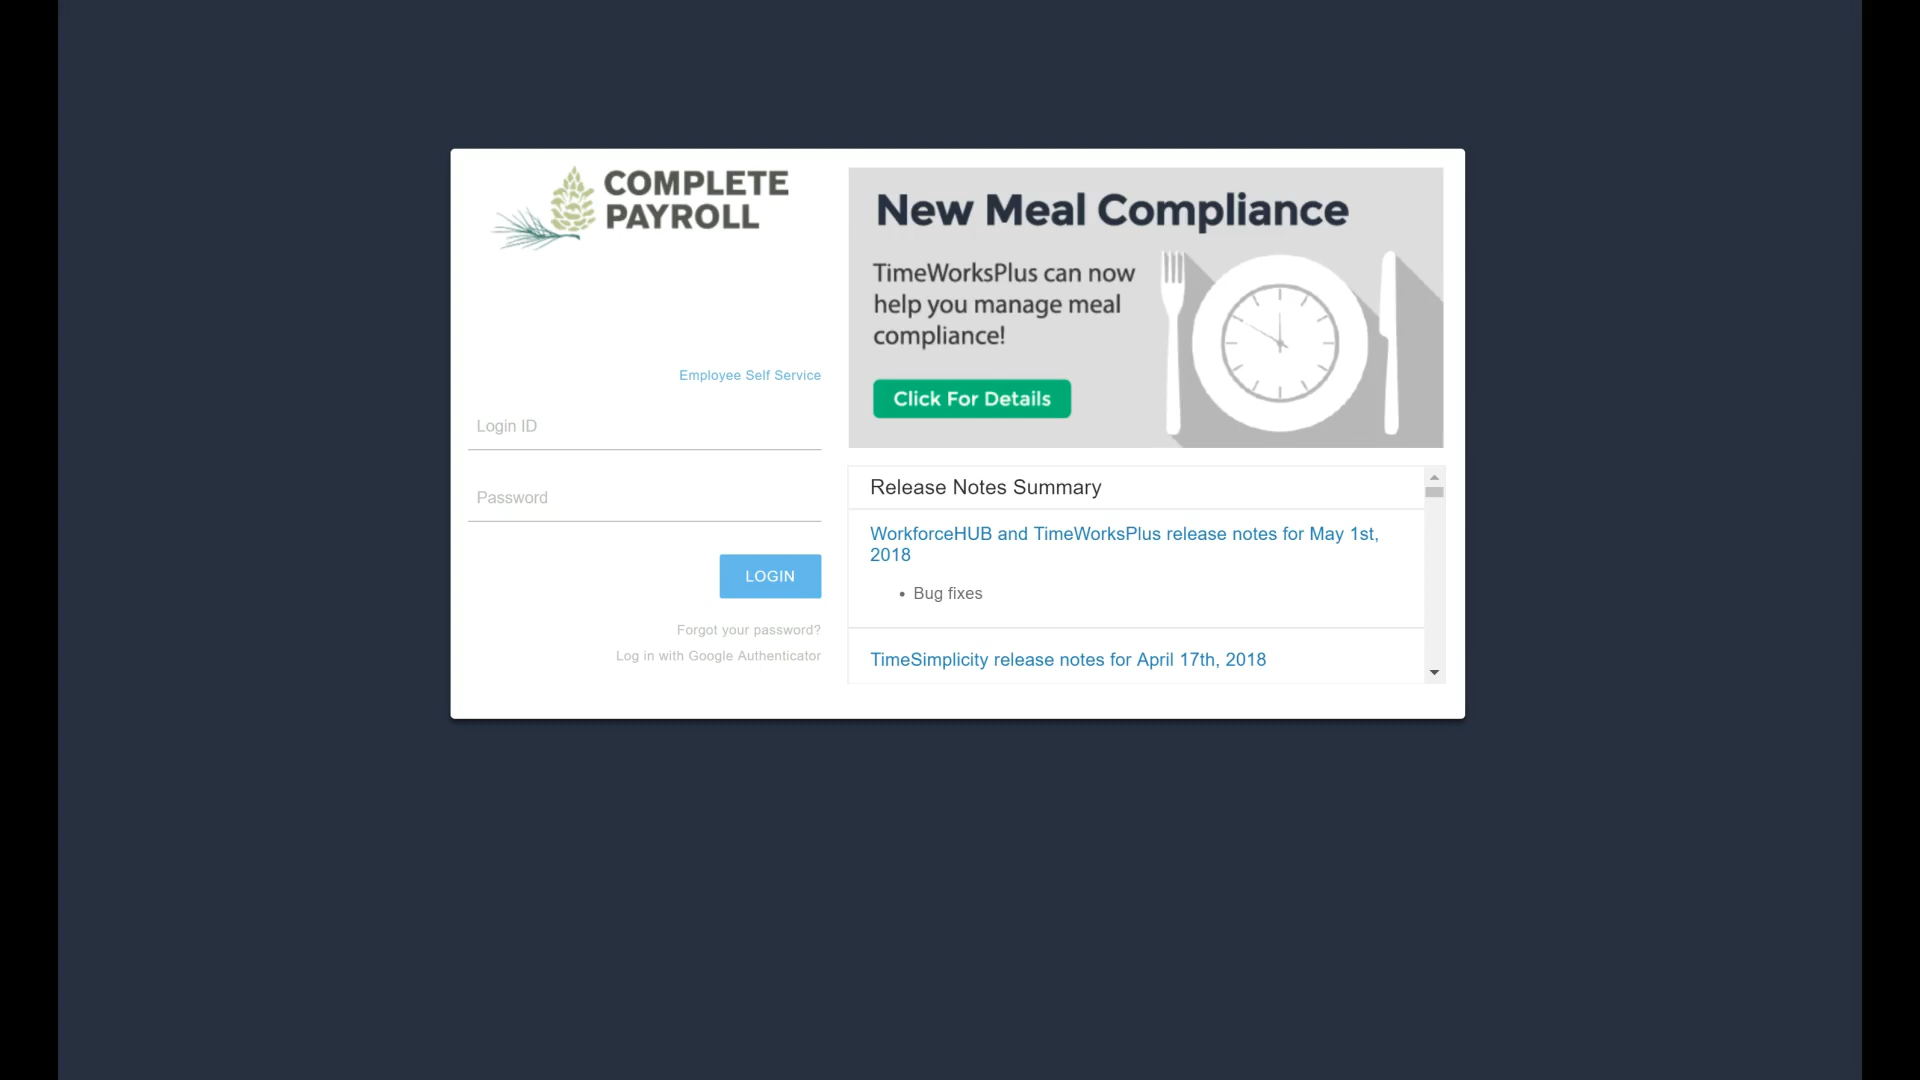 COMPLETE
PAYROLL
Employee Self Service
Login ID
Password
LOGIN
Forgot your password?
Log in with Google Authenticator
New Meal Compliance
TimeWorksPlus can now
help you manage meal
compliance!
Click For Details
Release Notes Summary
WorkforceHUB and TimeWorksPlus release notes for May 1st,
2018
• Bug fixes
TimeSimplicity release notes for April 17th, 2018